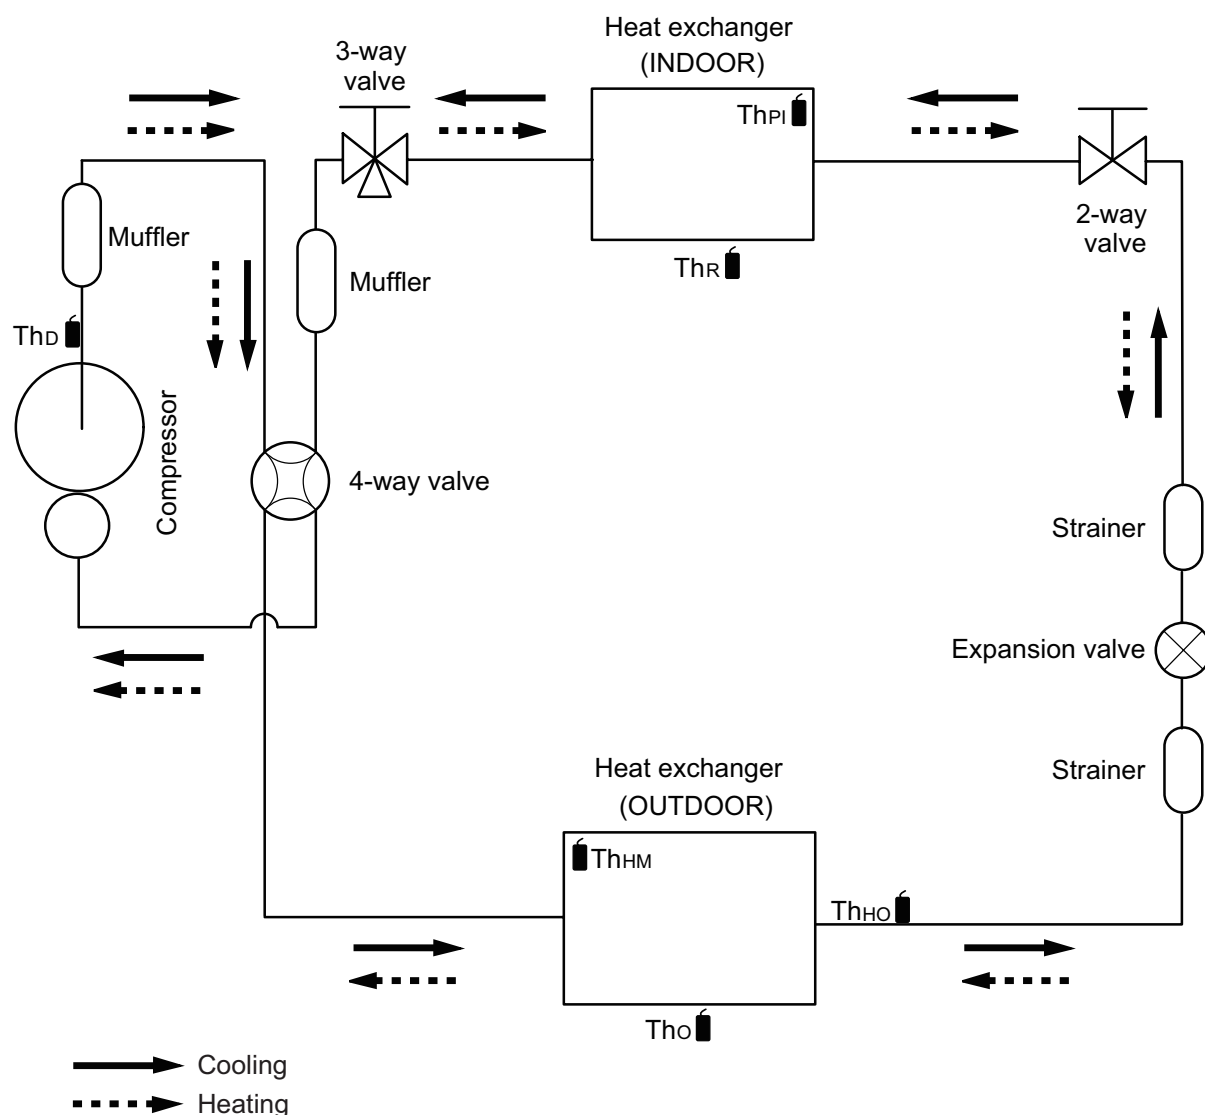 Heat exchanger
(INDOOR)
3-way
valve
ThPI
Muffler
2-way
valve
ThR
Muffler
ThD
Compressor
4-way valve
Strainer
Expansion valve
Heat exchanger
(OUTDOOR)
Strainer
ThHM
ThHO
ThO
Cooling
Heating